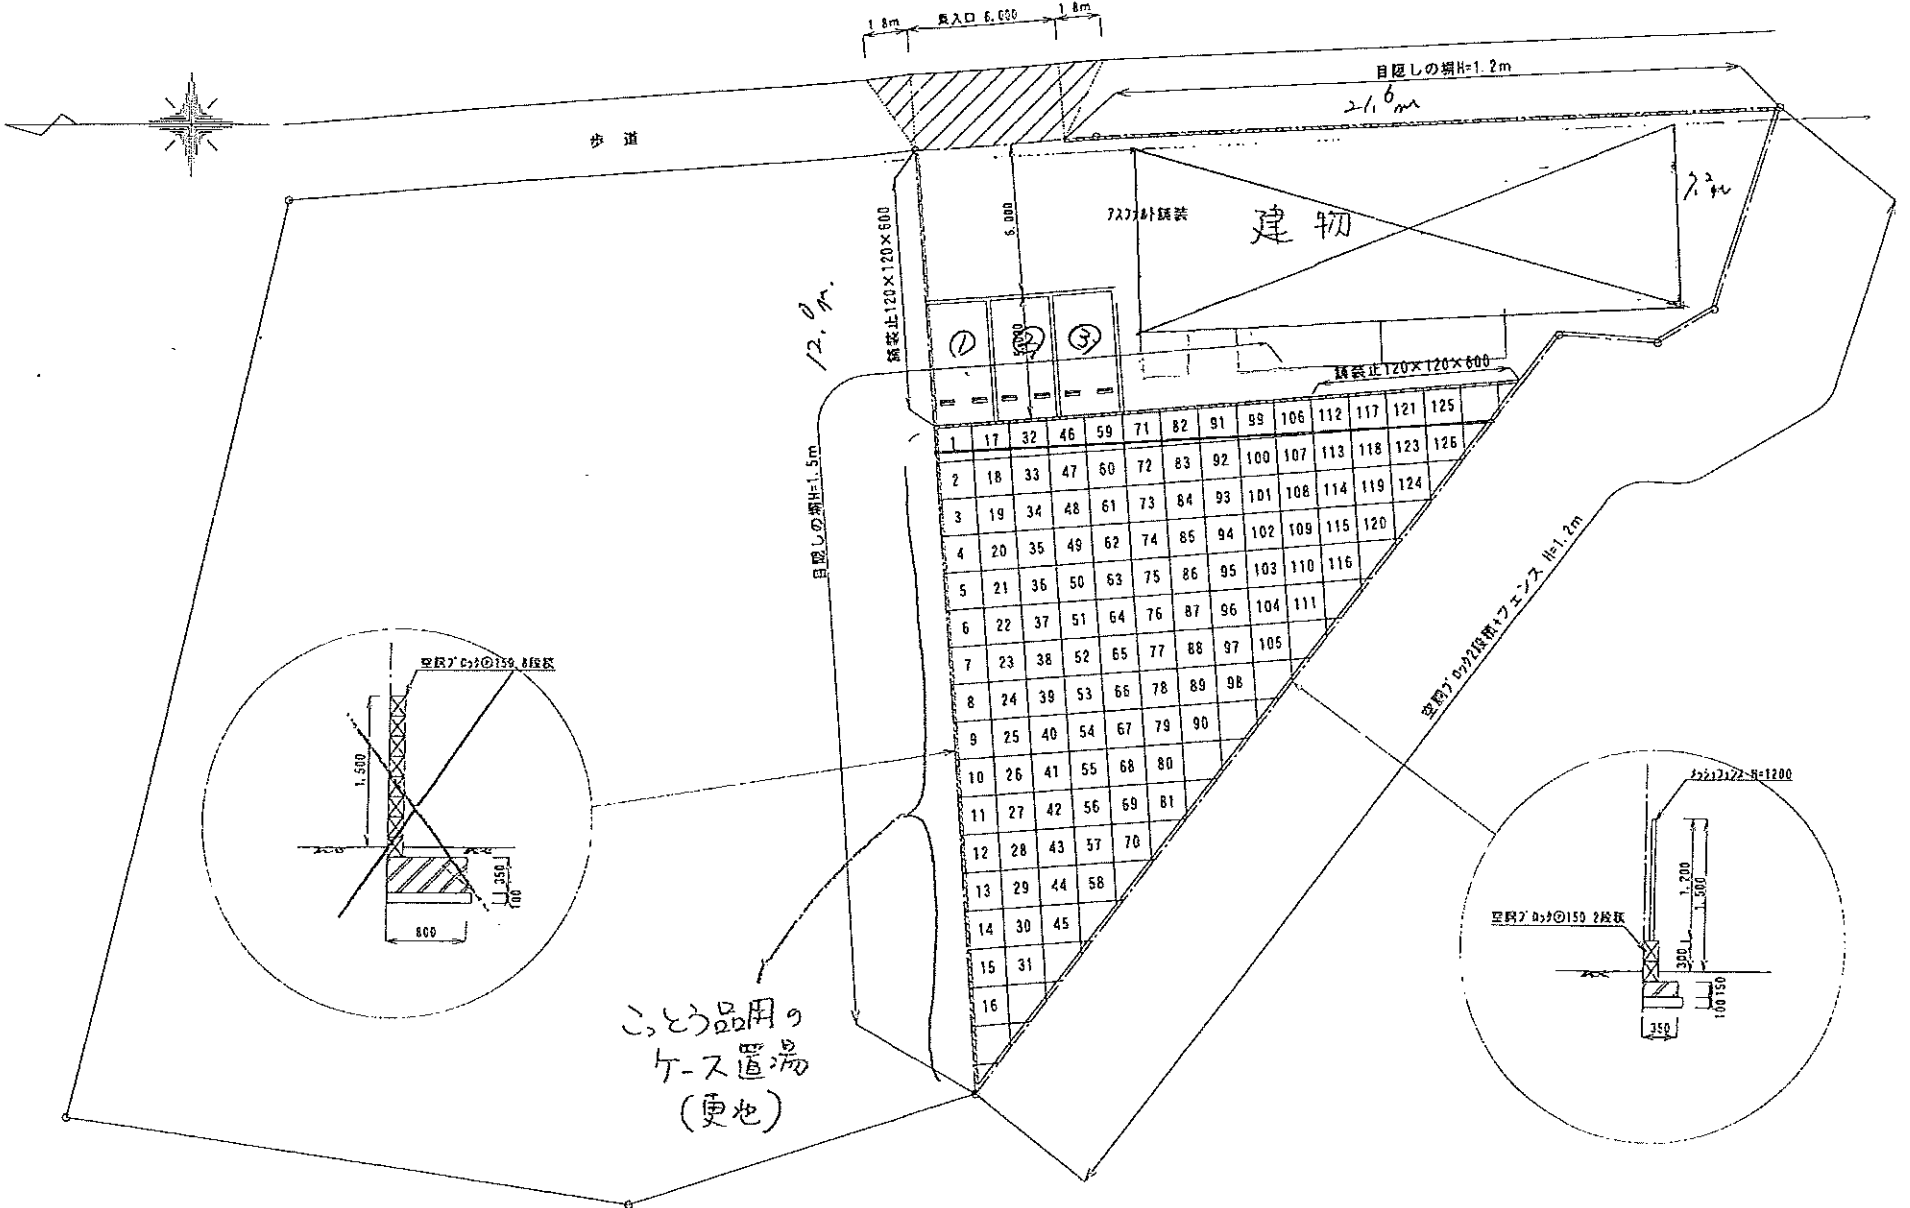 1.8m
乗入口 6.000
1.8m
目隠しの塀H=1.2m
21.6m
歩道
7.2m
アスファルト舗装
建物
6.000
舗装止120×120×600
12.0m
① ② ③
5.000
舗装止120×120×600
目隠しの塀H=1.5m
1 17 32 46 59 71 82 91 99 106 112 117 121 125
2 18 33 47 60 72 83 92 100 107 113 118 123 126
3 19 34 48 61 73 84 93 101 108 114 119 124
4 20 35 49 62 74 85 94 102 109 115 120
5 21 36 50 63 75 86 95 103 110 116
6 22 37 51 64 76 87 96 104 111
7 23 38 52 65 77 88 97 105
8 24 39 53 66 78 89 98
9 25 40 54 67 79 90
10 26 41 55 68 80
11 27 42 56 69 81
12 28 43 57 70
13 29 44 58
14 30 45
15 31
16
空洞ブロック2段積+フェンス H=1.2m
空洞ブロック⑦150 8段積
1,500
350
100
800
こっとう品用の
ケース置場
(更地)
メッシュフェンス H=1200
空洞ブロック⑦150 2段積
1,200
1,500
300
150
100
350